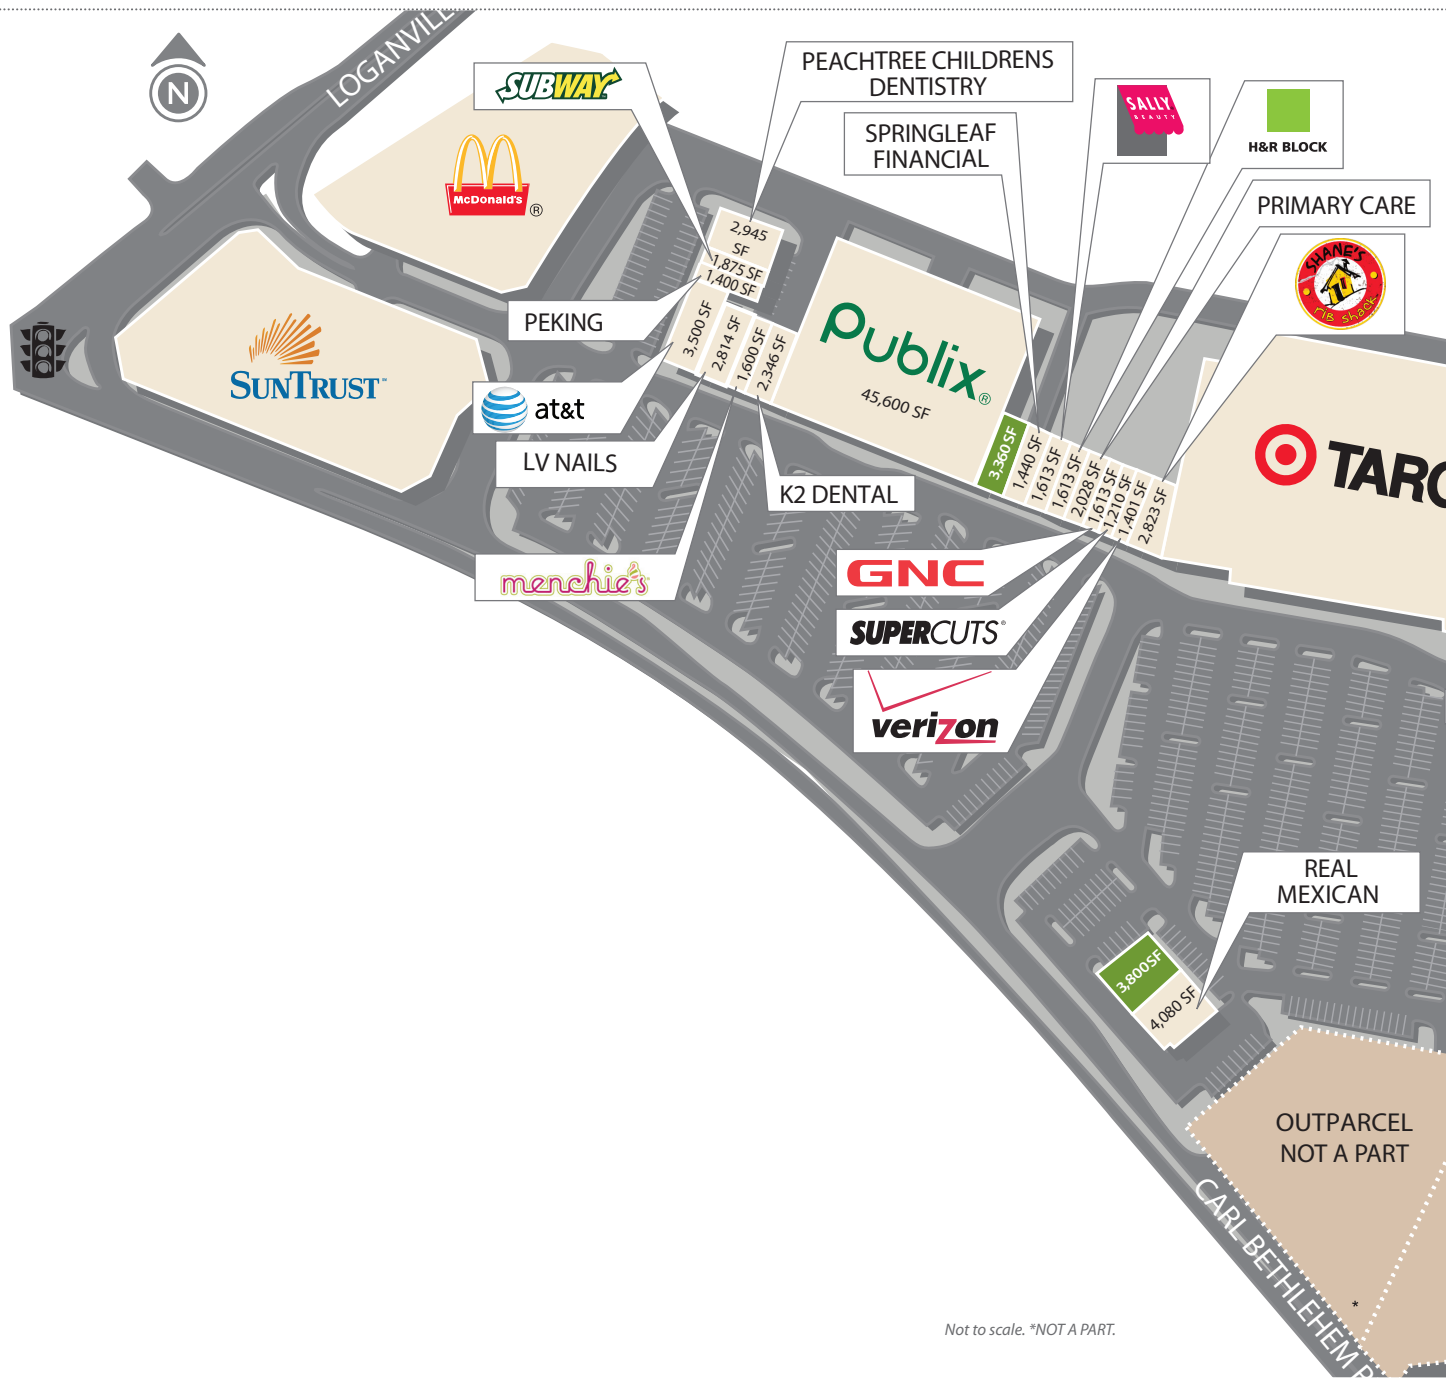 LOGANVILL
N
SUBWAY
PEACHTREE CHILDRENS
DENTISTRY
SPRINGLEAF
FINANCIAL
SALLY
BEAUTY
H&R BLOCK
PRIMARY CARE
SHANE'S
rib shack
McDonald's ®
2,945
SF
1,875 SF
1,400 SF
PEKING
3,500 SF
2,814 SF
1,600 SF
2,346 SF
Publix®
45,600 SF
SUNTRUST™
at&t
LV NAILS
K2 DENTAL
menchie's
3,360 SF
1,440 SF
1,613 SF
1,613 SF
2,028 SF
1,613 SF
1,210 SF
1,401 SF
2,823 SF
TARG
GNC
SUPERCUTS®
verizon
REAL
MEXICAN
3,800 SF
4,080 SF
OUTPARCEL
NOT A PART
CARL BETHLEHEM R
*
Not to scale. *NOT A PART.